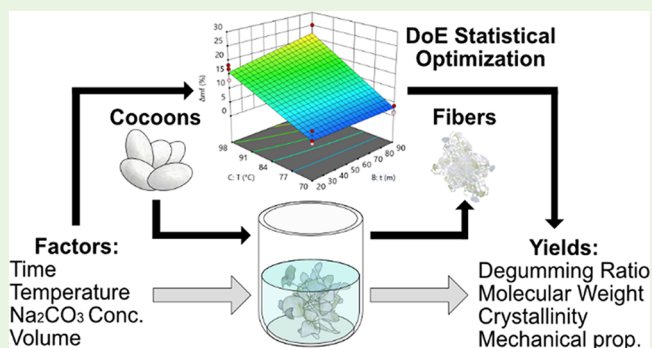 DoE Statistical
Optimization
30
25
20
15
10
5
0
Δmf (%)
98
91
84
77
70
C: T (°C)
20
30
40
50
60
70
80
90
B: t (m)
Cocoons
Fibers
Factors:
Time
Temperature
Na₂CO₃ Conc.
Volume
Yields:
Degumming Ratio
Molecular Weight
Crystallinity
Mechanical prop.